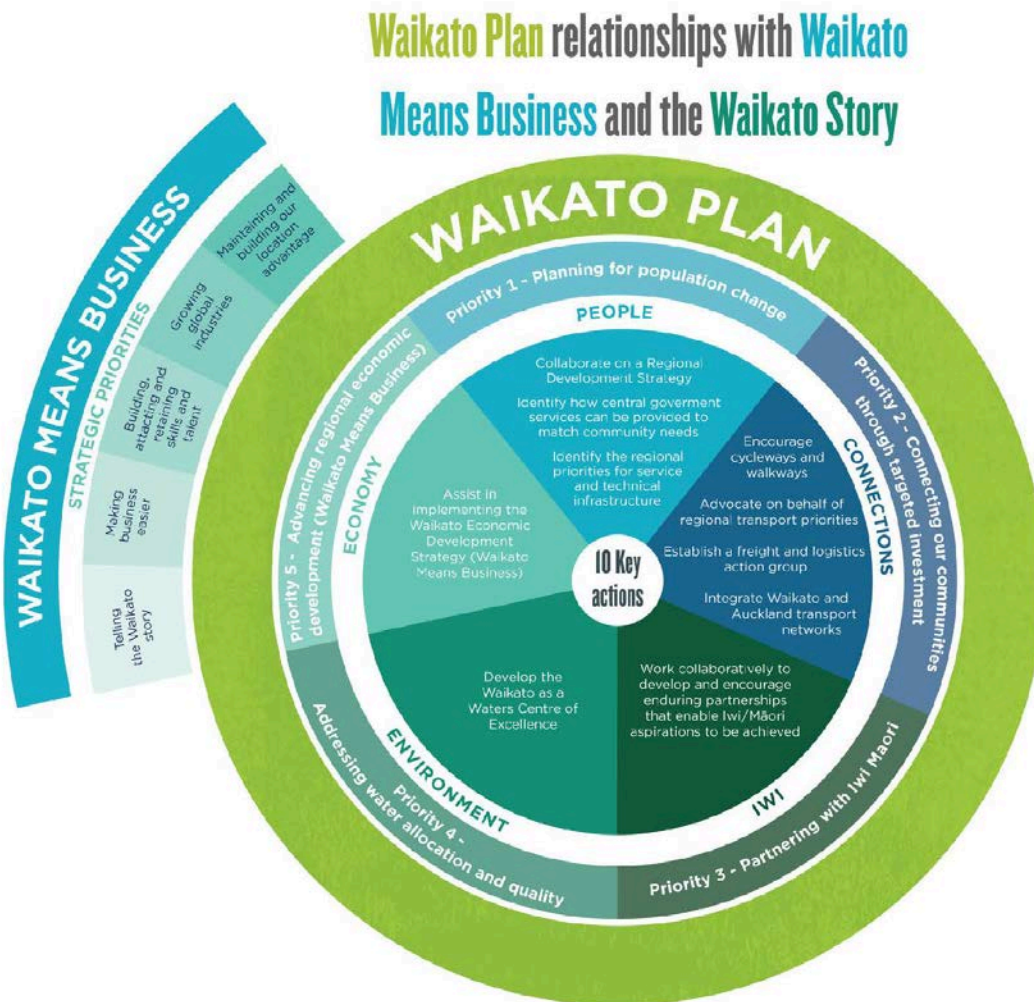 Waikato Plan relationships with Waikato
Means Business and the Waikato Story
WAIKATO MEANS BUSINESS
STRATEGIC PRIORITIES
Maintaining and
building our
location
advantage
Growing
global
industries
Building,
attacting and
retaining
skills and
talent
Making
business
easier
Telling
the Waikato
story
WAIKATO PLAN
Priority 1 - Planning for population change
PEOPLE
Collaborate on a Regional
Development Strategy
Identify how central goverment
services can be provided to
match community needs
Identify the regional
priorities for service
and technical
infrastructure
Priority 2 - Connecting our communities
through targeted investment
CONNECTIONS
Encourage
cycleways and
walkways
Advocate on behalf of
regional transport priorities
Establish a freight and logistics
action group
Integrate Waikato and
Auckland transport
networks
Priority 3 - Partnering with Iwi Maori
IWI
Work collaboratively to
develop and encourage
enduring partnerships
that enable Iwi/Māori
aspirations to be achieved
Priority 4 -
Addressing water allocation and quality
ENVIRONMENT
Develop the
Waikato as a
Waters Centre of
Excellence
Priority 5 - Advancing regional economic
development (Waikato Means Business)
ECONOMY
Assist in
implementing the
Waikato Economic
Development
Strategy (Waikato
Means Business)
10 Key
actions